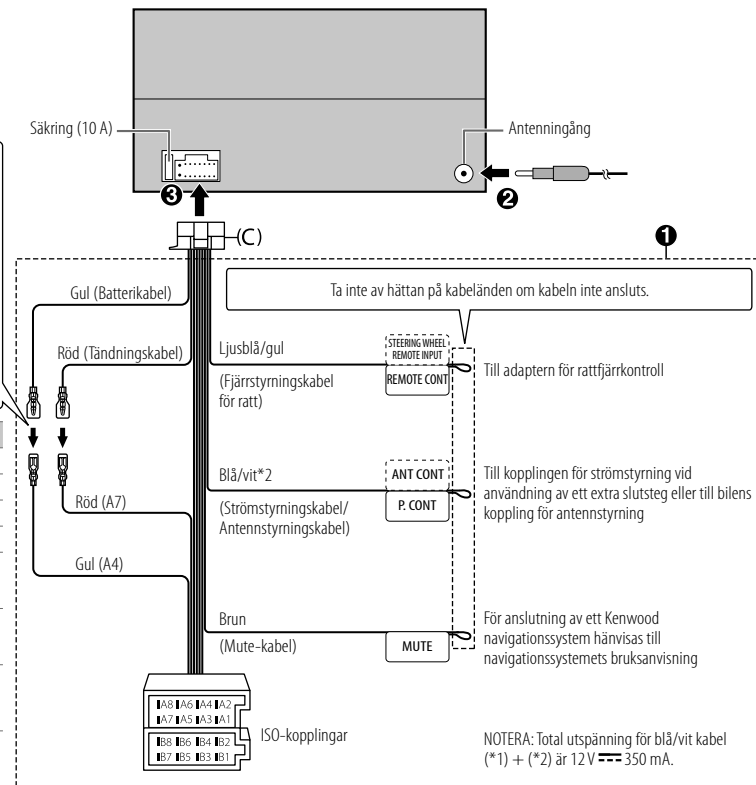 Säkring (10 A)
Antenningång
❸
❷
(C)
❶
Gul (Batterikabel)
Ta inte av hättan på kabeländen om kabeln inte ansluts.
Röd (Tändningskabel)
Ljusblå/gul
(Fjärrstyrningskabel
för ratt)
STEERING WHEEL
REMOTE INPUT
REMOTE CONT
Till adaptern för rattfjärrkontroll
Blå/vit*2
(Strömstyrningskabel/
Antennstyrningskabel)
ANT CONT
P. CONT
Till kopplingen för strömstyrning vid
användning av ett extra slutsteg eller till bilens
koppling för antennstyrning
Röd (A7)
Gul (A4)
Brun
(Mute-kabel)
MUTE
För anslutning av ett Kenwood
navigationssystem hänvisas till
navigationssystemets bruksanvisning
A8 A6 A4 A2
A7 A5 A3 A1
B8 B6 B4 B2
B7 B5 B3 B1
ISO-kopplingar
NOTERA: Total utspänning för blå/vit kabel
(*1) + (*2) är 12 V ⎓ 350 mA.